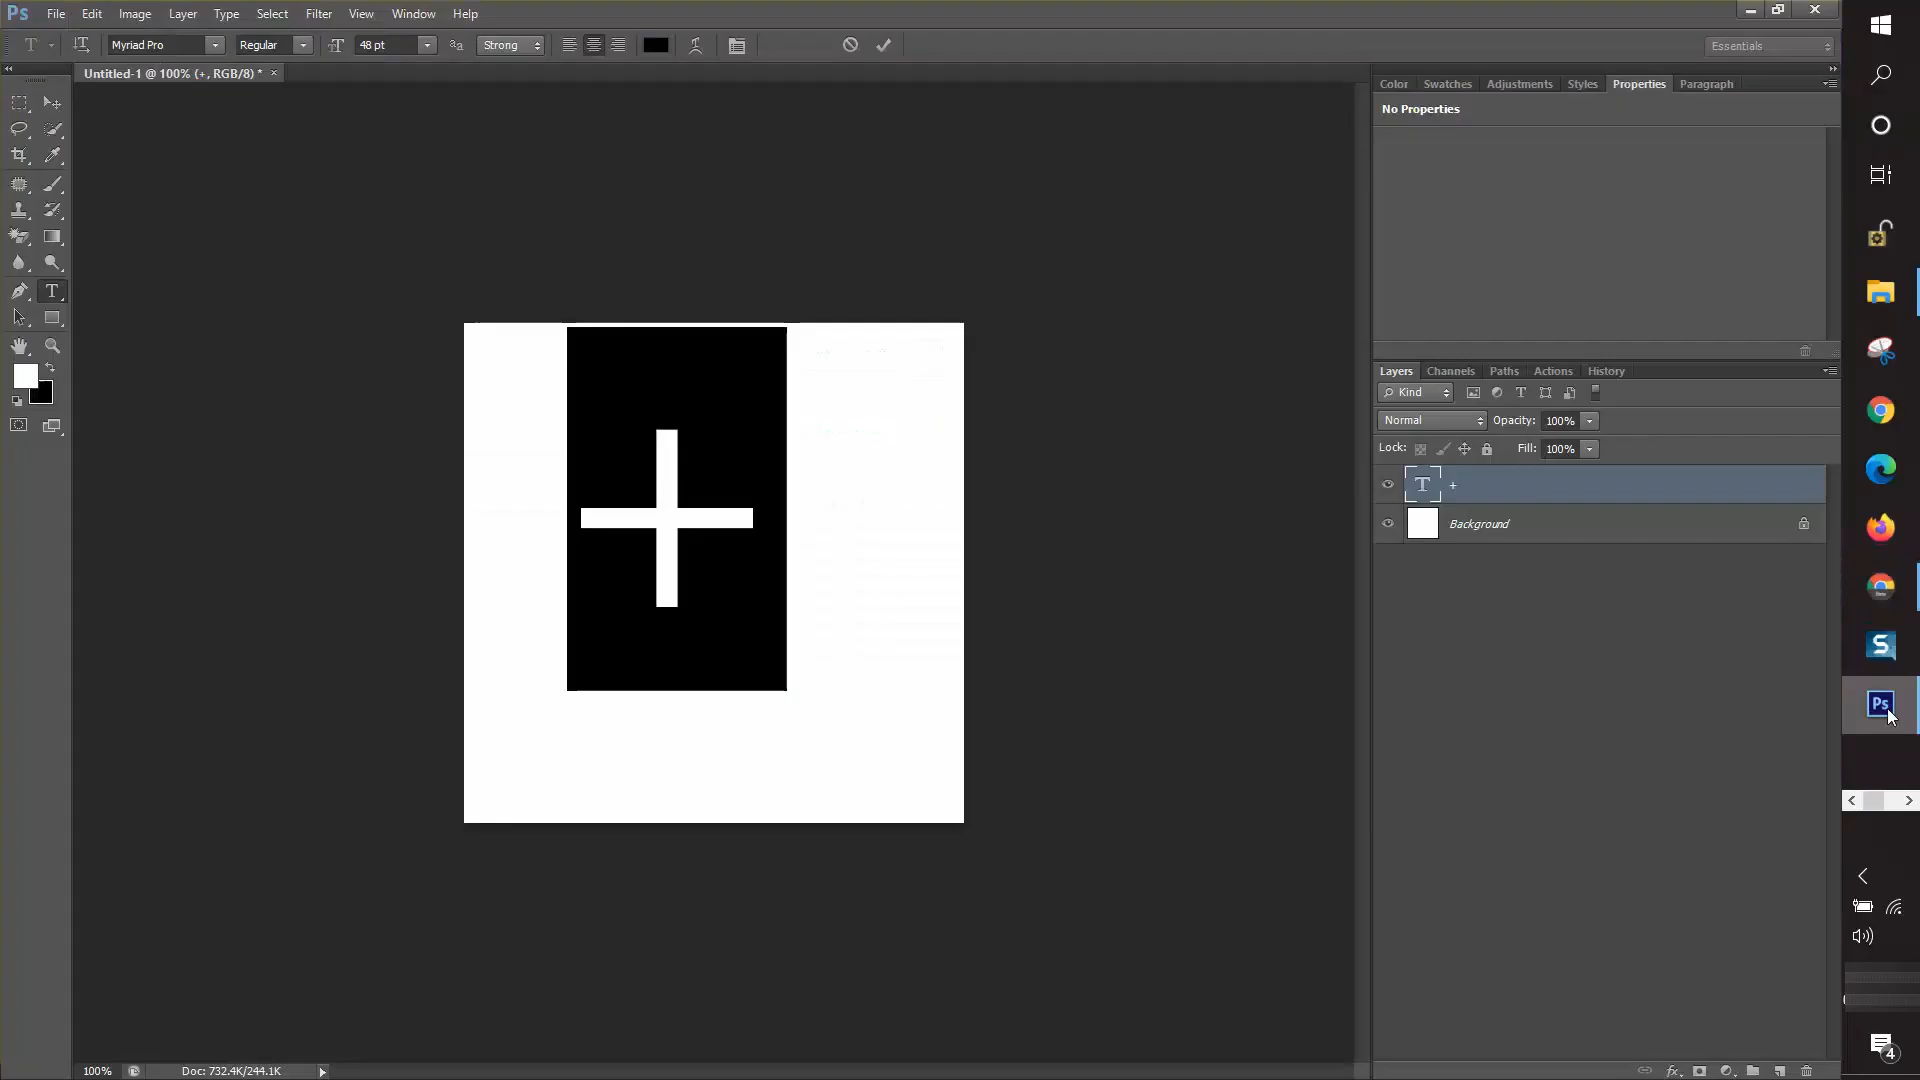 Ps File Edit Image Layer Type Select Filter View Window Help
T Myriad Pro Regular 48 pt Strong Essentials
Untitled-1 @ 100% (+, RGB/8) * ×
Color Swatches Adjustments Styles Properties Paragraph
No Properties
+
Layers Channels Paths Actions History
Kind
Normal Opacity: 100%
Lock: Fill: 100%
T +
Background
Ps
100% Doc: 732.4K/244.1K
4